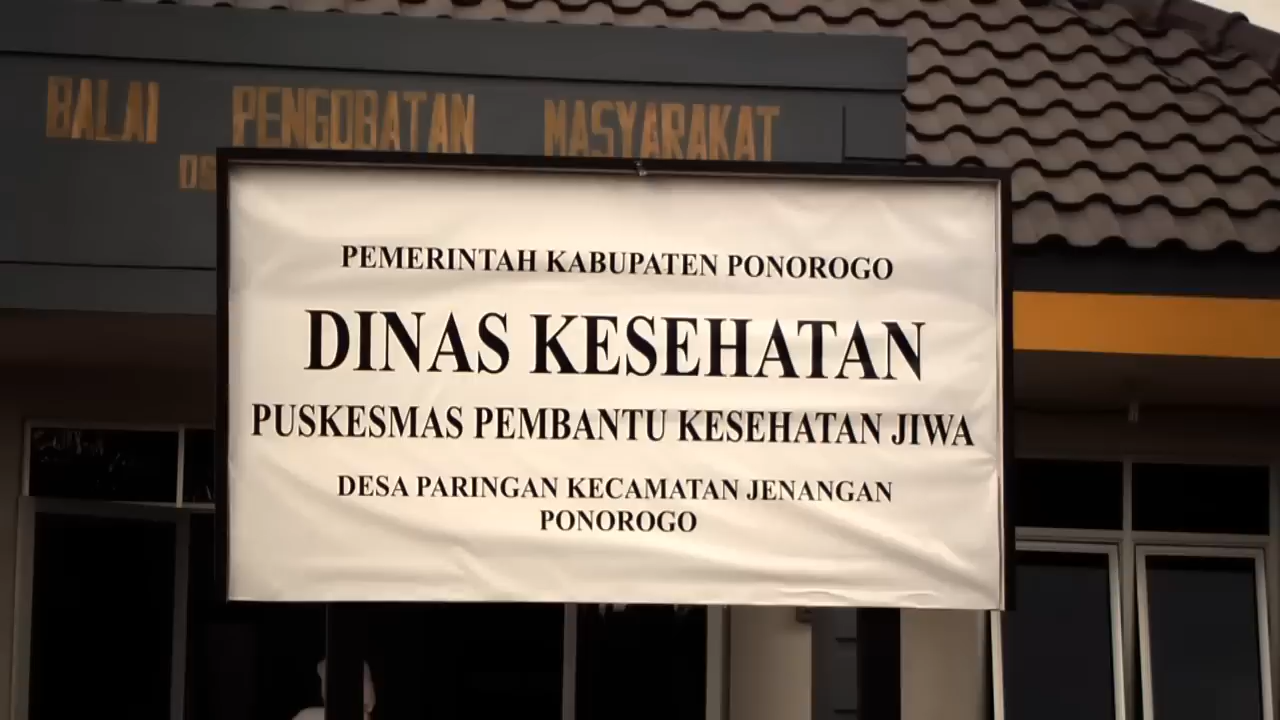 BALAI PENGOBATAN MASYARAKAT
PEMERINTAH KABUPATEN PONOROGO
DINAS KESEHATAN
PUSKESMAS PEMBANTU KESEHATAN JIWA
DESA PARINGAN KECAMATAN JENANGAN
PONOROGO